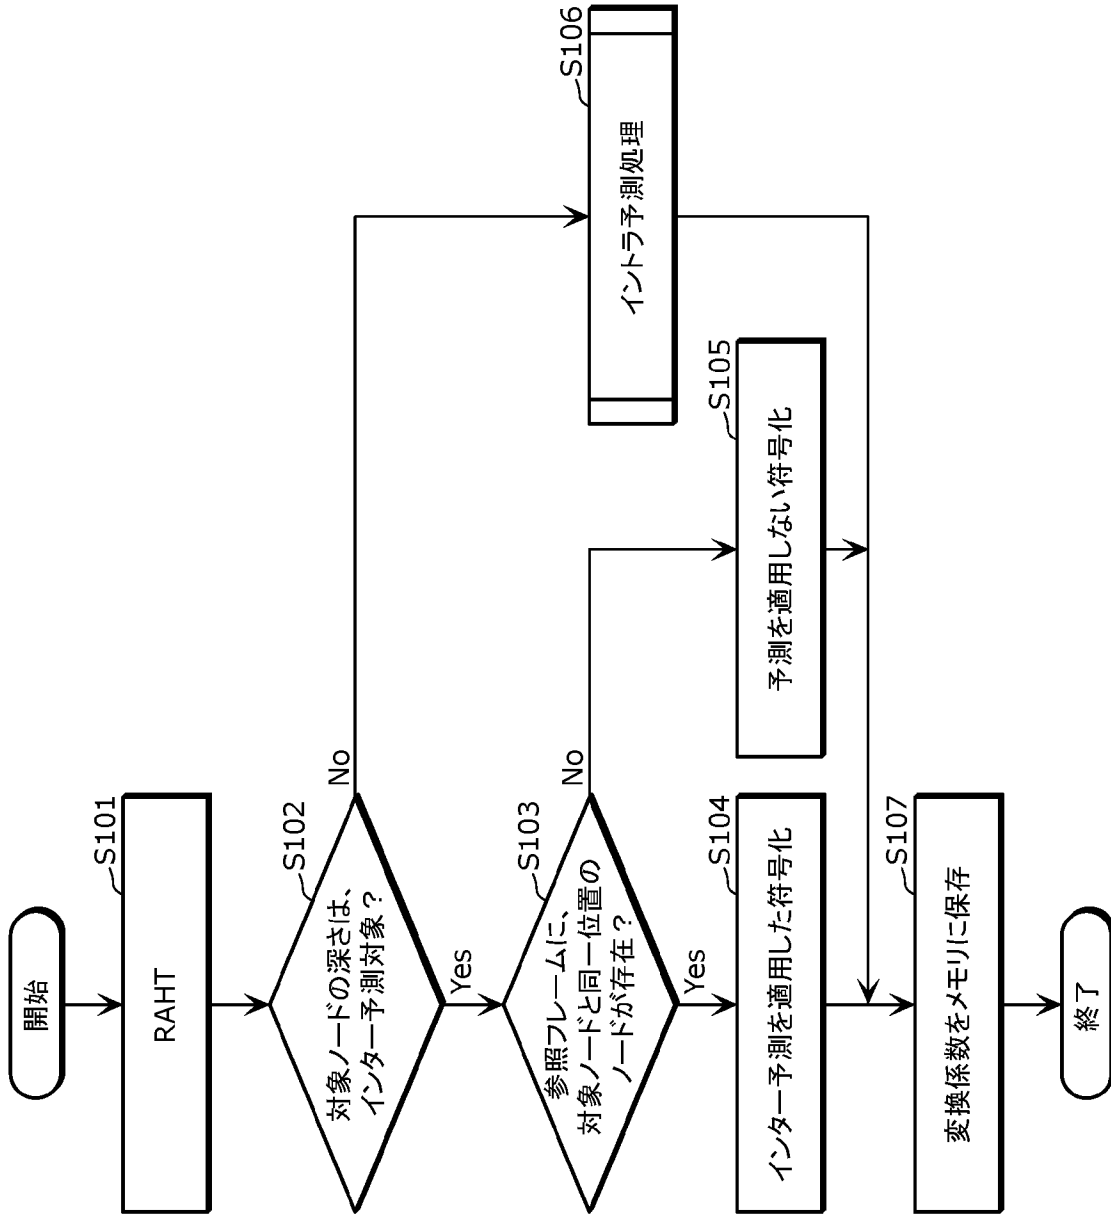 開始
S101
RAHT
S102
対象ノードの深さは、
インター予測対象？
No
Yes
S103
参照フレームに、
対象ノードと同一位置の
ノードが存在？
No
Yes
S104
インター予測を適用した符号化
S105
予測を適用しない符号化
S106
イントラ予測処理
S107
変換係数をメモリに保存
終了